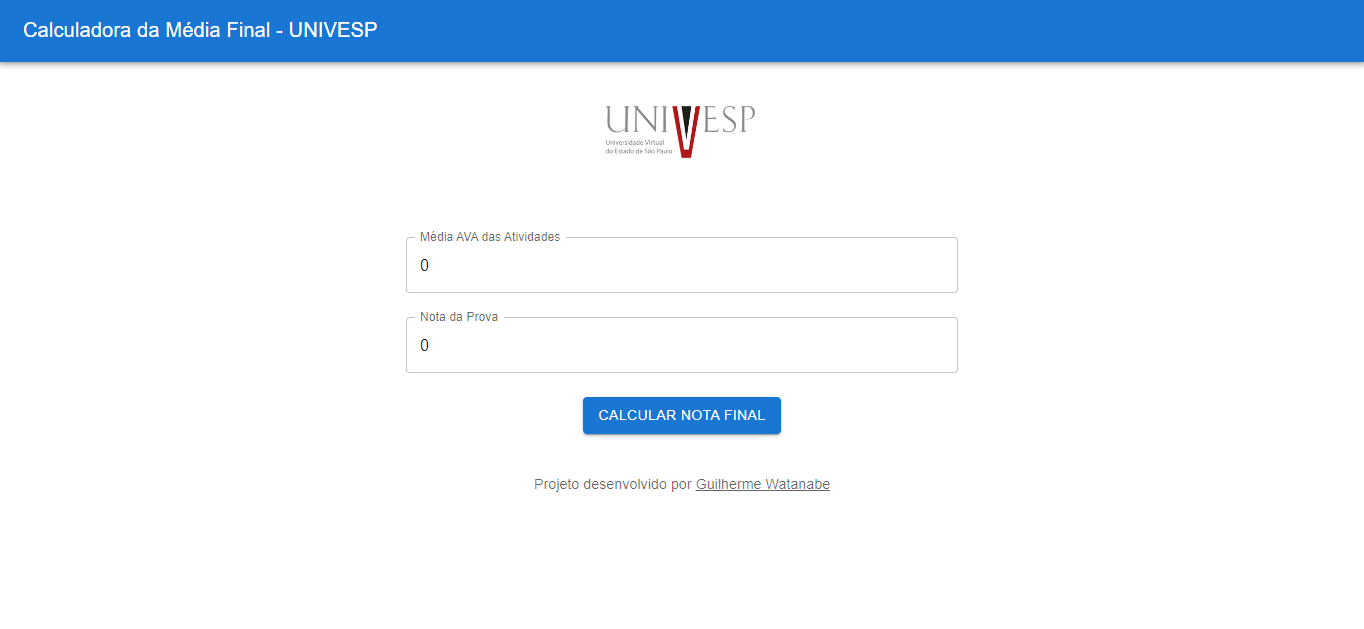 Calculadora da Média Final - UNIVESP
UNIVESP
Universidade Virtual
do Estado de São Paulo
Média AVA das Atividades
0
Nota da Prova
0
CALCULAR NOTA FINAL
Projeto desenvolvido por Guilherme Watanabe